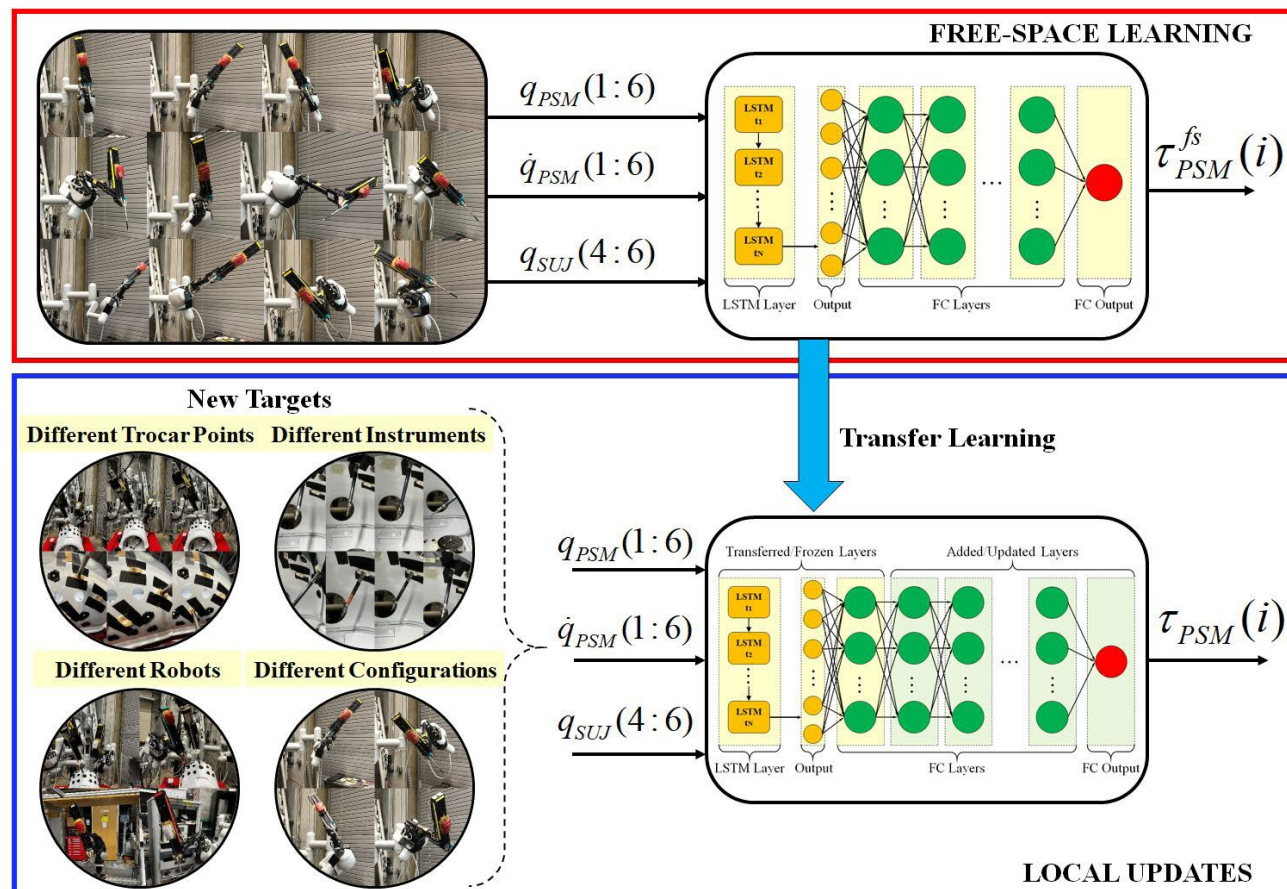 FREE-SPACE LEARNING
q_PSM(1:6)
q̇_PSM(1:6)
q_SUJ(4:6)
LSTM
t1
LSTM
t2
LSTM
tN
...
LSTM Layer
Output
FC Layers
FC Output
τ^fs_PSM(i)
New Targets
Different Trocar Points
Different Instruments
Different Robots
Different Configurations
Transfer Learning
q_PSM(1:6)
q̇_PSM(1:6)
q_SUJ(4:6)
Transferred/Frozen Layers
Added/Updated Layers
LSTM
t1
LSTM
t2
LSTM
tN
...
LSTM Layer
Output
FC Layers
FC Output
τ_PSM(i)
LOCAL UPDATES